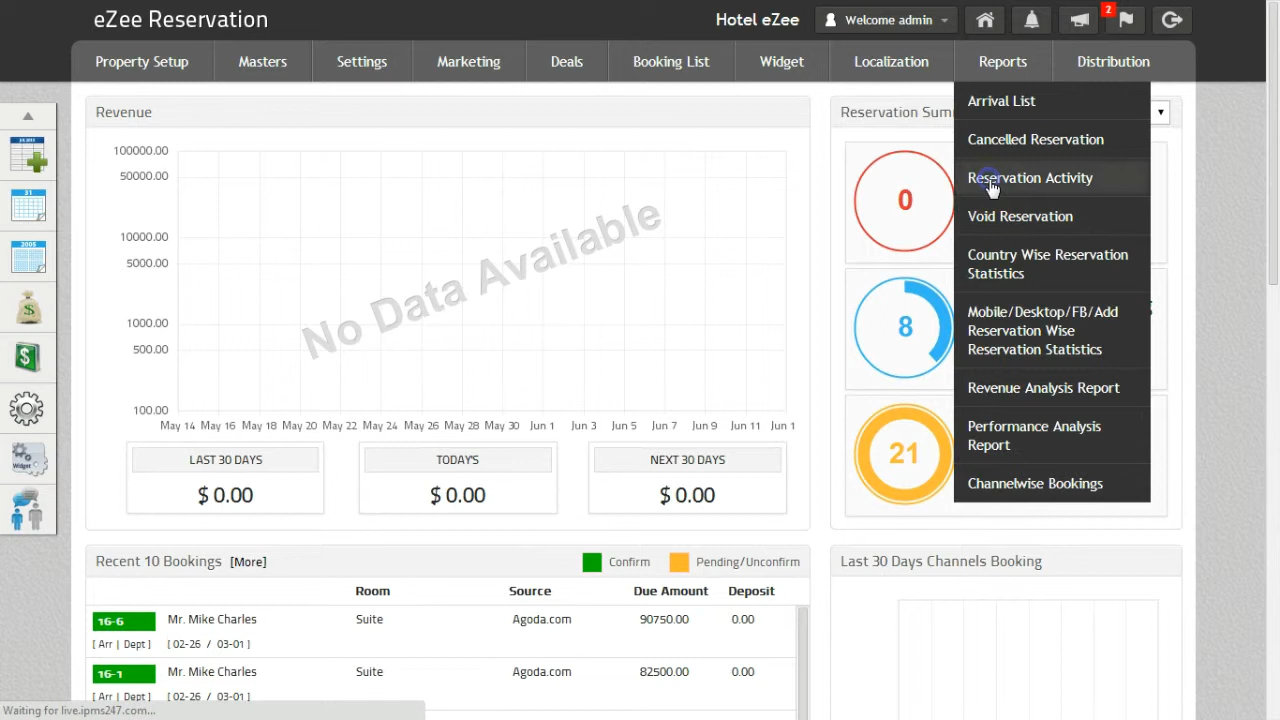 eZee Reservation
Hotel eZee
Welcome admin
2
Property Setup Masters Settings Marketing Deals Booking List Widget Localization Reports Distribution
Arrival List
Cancelled Reservation
Reservation Activity
Void Reservation
Country Wise Reservation
Statistics
Mobile/Desktop/FB/Add
Reservation Wise
Reservation Statistics
Revenue Analysis Report
Performance Analysis
Report
Channelwise Bookings
Revenue
100000.00
50000.00
10000.00
5000.00
1000.00
500.00
100.00
No Data Available
May 14 May 16 May 18 May 20 May 22 May 24 May 26 May 28 May 30 Jun 1 Jun 3 Jun 5 Jun 7 Jun 9 Jun 11 Jun 1
LAST 30 DAYS TODAY'S NEXT 30 DAYS
$ 0.00 $ 0.00 $ 0.00
Reservation Sum
0
8
21
31
2005
Widget
Recent 10 Bookings [More] Confirm Pending/Unconfirm
Room Source Due Amount Deposit
16-6 Mr. Mike Charles Suite Agoda.com 90750.00 0.00
[ Arr | Dept ] [ 02-26 / 03-01 ]
16-1 Mr. Mike Charles Suite Agoda.com 82500.00 0.00
[ Arr | Dept ] [ 02-26 / 03-01 ]
Last 30 Days Channels Booking
Waiting for live.ipms247.com...